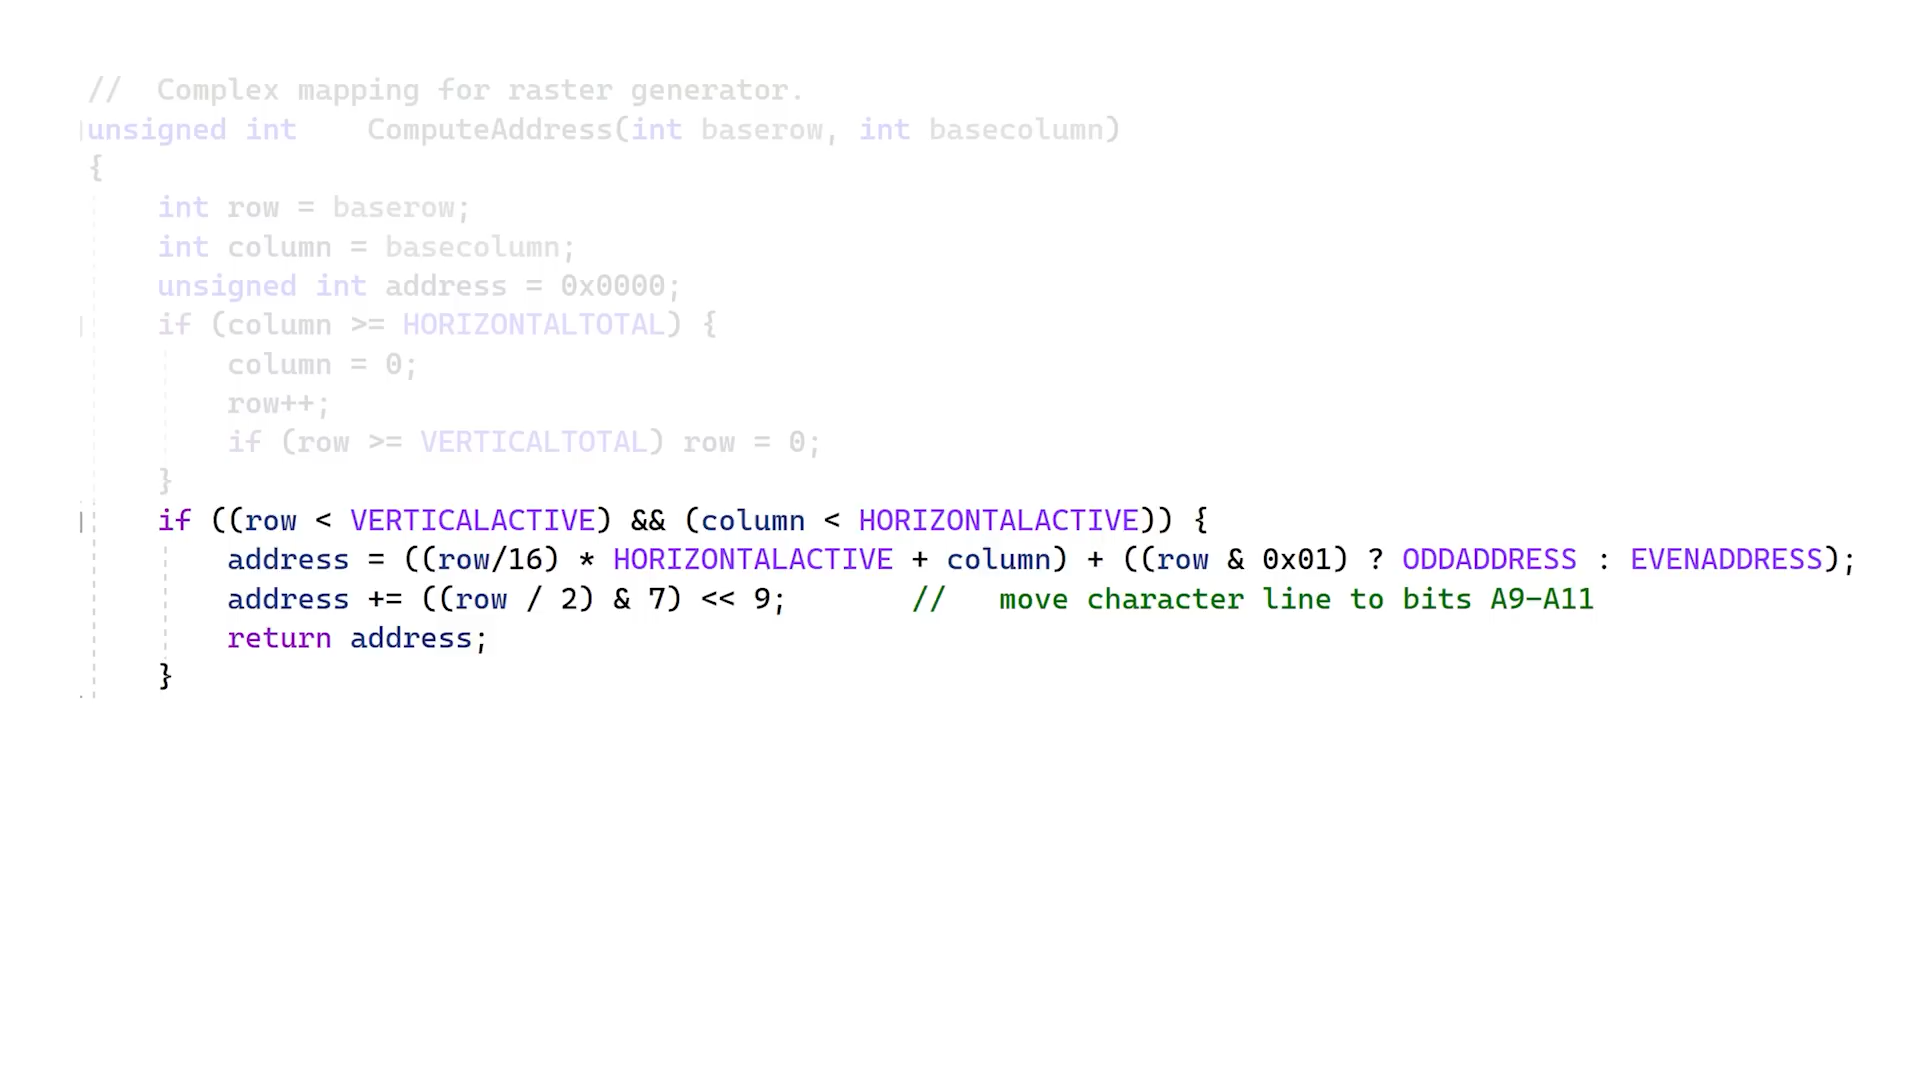 //  Complex mapping for raster generator.
unsigned int    ComputeAddress(int baserow, int basecolumn)
{
    int row = baserow;
    int column = basecolumn;
    unsigned int address = 0x0000;
    if (column >= HORIZONTALTOTAL) {
        column = 0;
        row++;
        if (row >= VERTICALTOTAL) row = 0;
    }
    if ((row < VERTICALACTIVE) && (column < HORIZONTALACTIVE)) {
        address = ((row/16) * HORIZONTALACTIVE + column) + ((row & 0x01) ? ODDADDRESS : EVENADDRESS);
        address += ((row / 2) & 7) << 9;       //   move character line to bits A9-A11
        return address;
    }